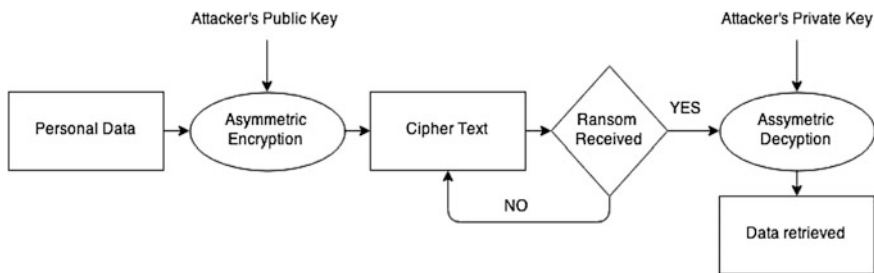 Attacker's Public Key
Attacker's Private Key
Personal Data
Asymmetric
Encryption
Cipher Text
Ransom
Received
YES
Assymetric
Decyption
NO
Data retrieved